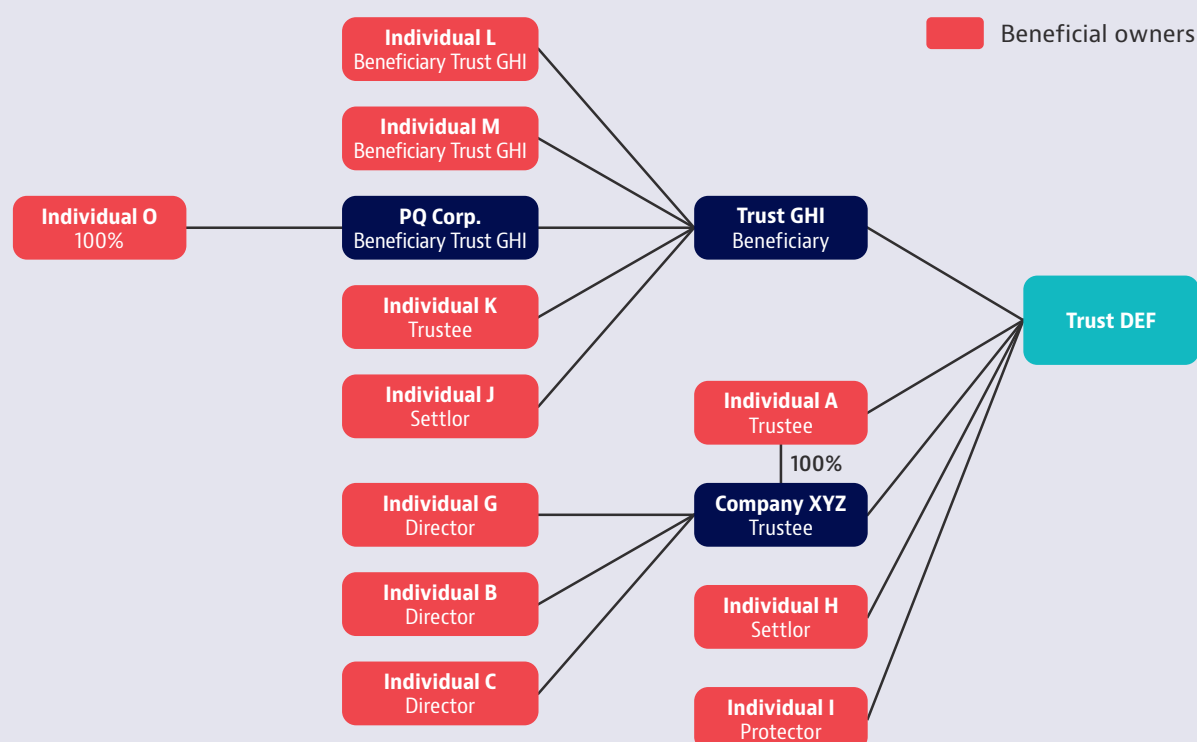 Individual L
Beneficiary Trust GHI
Beneficial owners
Individual M
Beneficiary Trust GHI
Individual O
100%
PQ Corp.
Beneficiary Trust GHI
Trust GHI
Beneficiary
Individual K
Trustee
Trust DEF
Individual J
Settlor
Individual A
Trustee
100%
Individual G
Director
Company XYZ
Trustee
Individual B
Director
Individual H
Settlor
Individual C
Director
Individual I
Protector